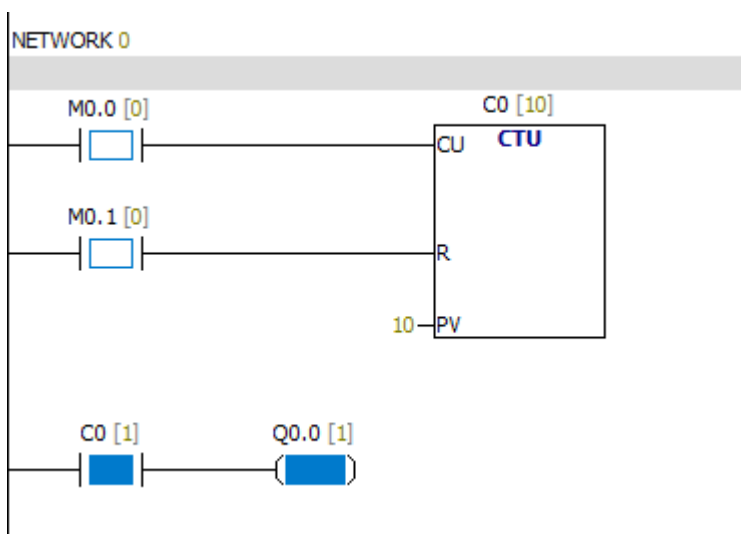 NETWORK 0
M0.0 [0]
C0 [10]
CU CTU
M0.1 [0]
R
10 PV
C0 [1] Q0.0 [1]